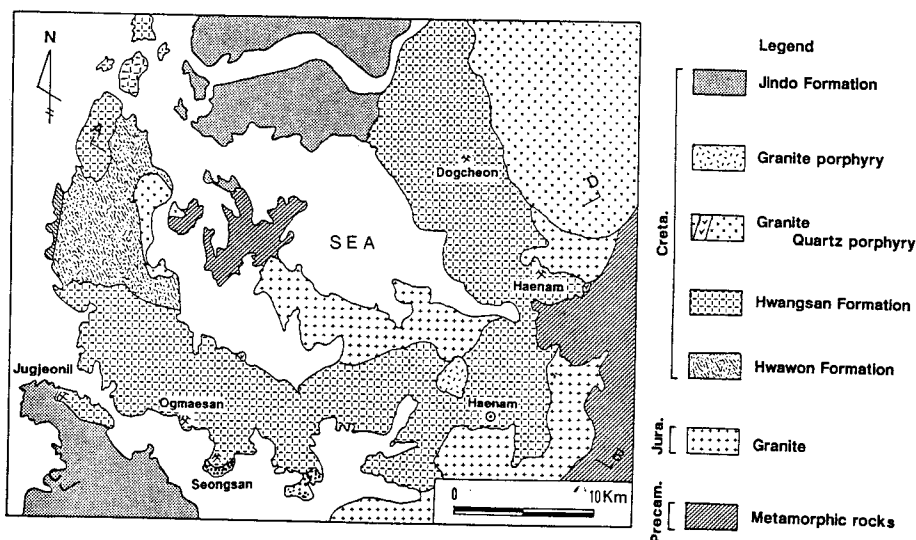 N
Dogcheon
D
SEA
Haenam
Jugjeonil
Ogmaesan
Haenam
Seongsan
0 10Km
Legend
Creta.
Jindo Formation
Granite porphyry
Granite
Quartz porphyry
Hwangsan Formation
Hwawon Formation
Jura.
Granite
Precam.
Metamorphic rocks